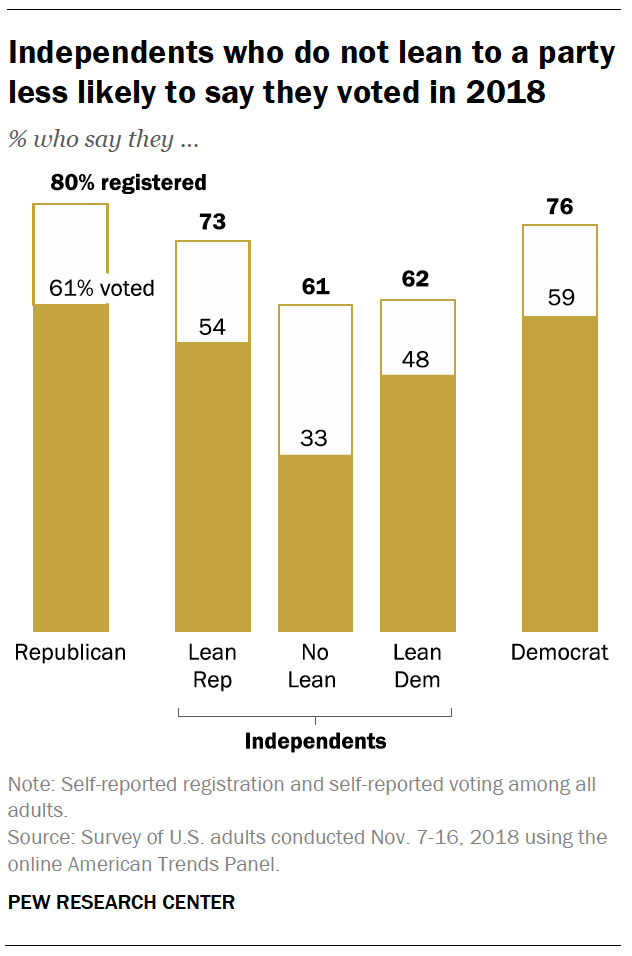 Independents who do not lean to a party
less likely to say they voted in 2018
% who say they ...
80% registered
61% voted
73
54
61
33
62
48
76
59
Republican
Lean
Rep
No
Lean
Lean
Dem
Democrat
Independents
Note: Self-reported registration and self-reported voting among all
adults.
Source: Survey of U.S. adults conducted Nov. 7-16, 2018 using the
online American Trends Panel.
PEW RESEARCH CENTER